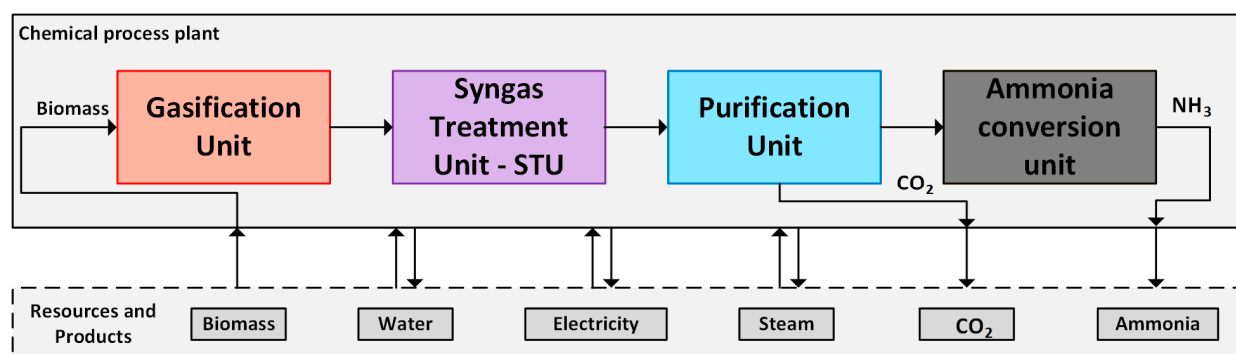 Chemical process plant
Biomass
Gasification
Unit
Syngas
Treatment
Unit - STU
Purification
Unit
Ammonia
conversion
unit
NH₃
CO₂
Resources and
Products
Biomass
Water
Electricity
Steam
CO₂
Ammonia